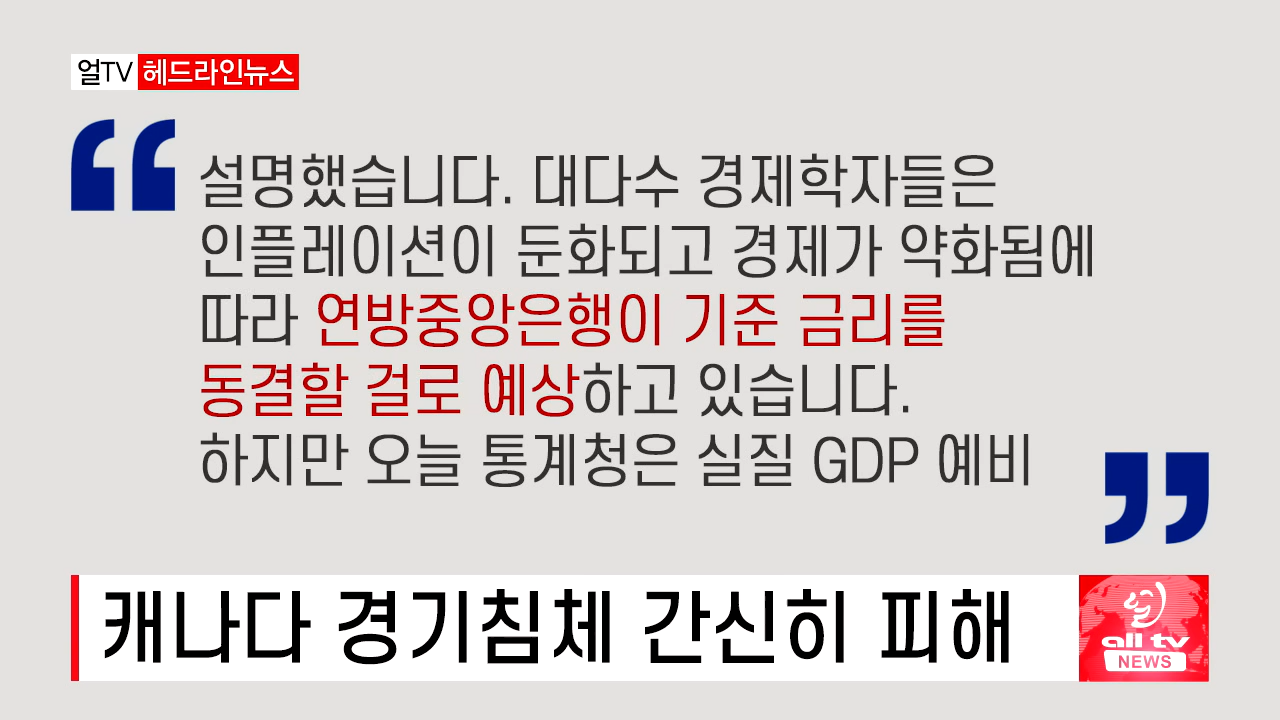 얼TV 헤드라인뉴스
설명했습니다. 대다수 경제학자들은
인플레이션이 둔화되고 경제가 약화됨에
따라 연방중앙은행이 기준 금리를
동결할 걸로 예상하고 있습니다.
하지만 오늘 통계청은 실질 GDP 예비
캐나다 경기침체 간신히 피해
all tv
NEWS